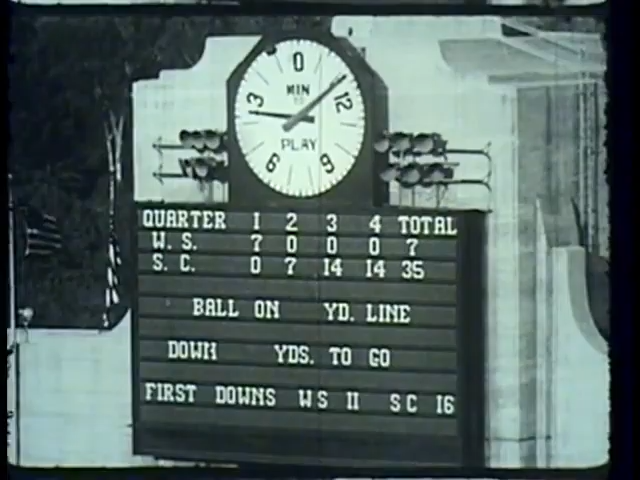 0
MIN
TO
3 12
PLAY
6 9
QUARTER 1 2 3 4 TOTAL
W. S. 7 0 0 0 7
S. C. 0 7 14 14 35
BALL ON YD. LINE
DOWN YDS. TO GO
FIRST DOWNS WS 11 SC 16